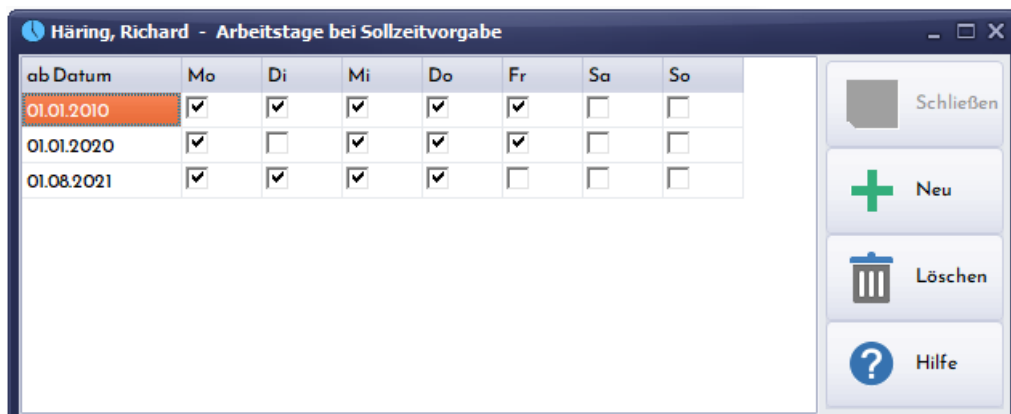 Häring, Richard - Arbeitstage bei Sollzeitvorgabe
ab Datum Mo Di Mi Do Fr Sa So
01.01.2010
01.01.2020
01.08.2021
Schließen
Neu
Löschen
Hilfe